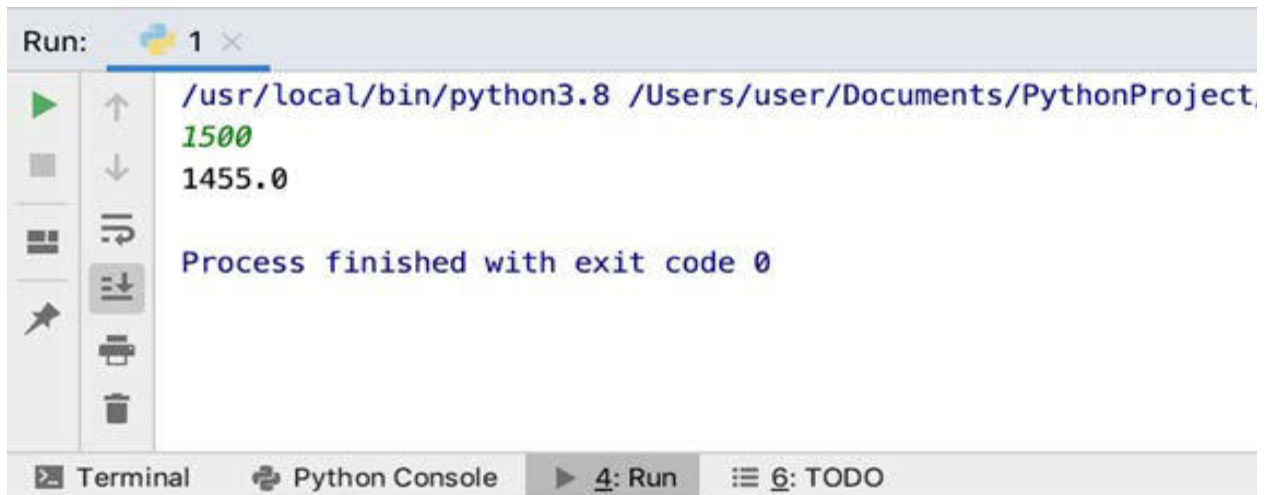 Run: 1
/usr/local/bin/python3.8 /Users/user/Documents/PythonProject/
1500
1455.0
Process finished with exit code 0
Terminal Python Console 4: Run 6: TODO